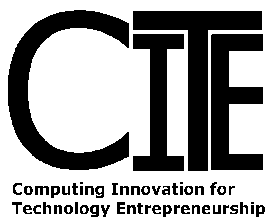 CITE
Computing Innovation for
Technology Entrepreneurship